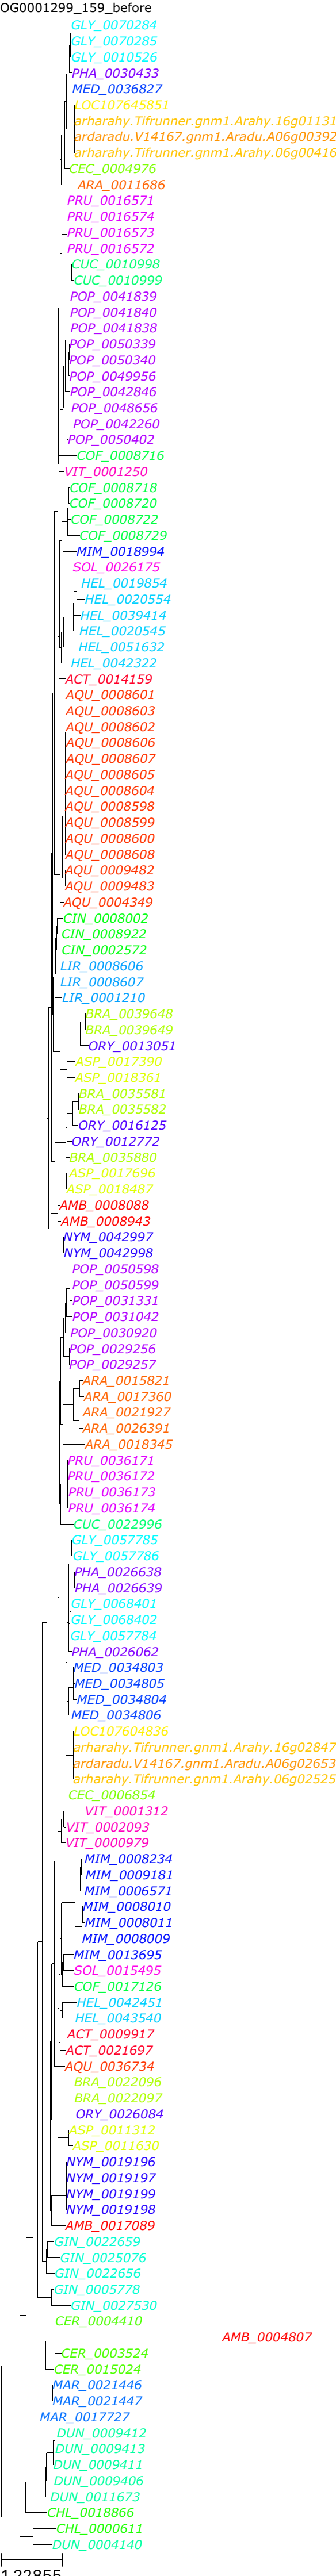 OG0001299_159_before
GLY_0070284
GLY_0070285
GLY_0010526
PHA_0030433
MED_0036827
LOC107645851
arharahy.Tifrunner.gnm1.Arahy.16g01131
ardaradu.V14167.gnm1.Aradu.A06g00392
arharahy.Tifrunner.gnm1.Arahy.06g00416
CEC_0004976
ARA_0011686
PRU_0016571
PRU_0016574
PRU_0016573
PRU_0016572
CUC_0010998
CUC_0010999
POP_0041839
POP_0041840
POP_0041838
POP_0050339
POP_0050340
POP_0049956
POP_0042846
POP_0048656
POP_0042260
POP_0050402
COF_0008716
VIT_0001250
COF_0008718
COF_0008720
COF_0008722
COF_0008729
MIM_0018994
SOL_0026175
HEL_0019854
HEL_0020554
HEL_0039414
HEL_0020545
HEL_0051632
HEL_0042322
ACT_0014159
AQU_0008601
AQU_0008603
AQU_0008602
AQU_0008606
AQU_0008607
AQU_0008605
AQU_0008604
AQU_0008598
AQU_0008599
AQU_0008600
AQU_0008608
AQU_0009482
AQU_0009483
AQU_0004349
CIN_0008002
CIN_0008922
CIN_0002572
LIR_0008606
LIR_0008607
LIR_0001210
BRA_0039648
BRA_0039649
ORY_0013051
ASP_0017390
ASP_0018361
BRA_0035581
BRA_0035582
ORY_0016125
ORY_0012772
BRA_0035880
ASP_0017696
ASP_0018487
AMB_0008088
AMB_0008943
NYM_0042997
NYM_0042998
POP_0050598
POP_0050599
POP_0031331
POP_0031042
POP_0030920
POP_0029256
POP_0029257
ARA_0015821
ARA_0017360
ARA_0021927
ARA_0026391
ARA_0018345
PRU_0036171
PRU_0036172
PRU_0036173
PRU_0036174
CUC_0022996
GLY_0057785
GLY_0057786
PHA_0026638
PHA_0026639
GLY_0068401
GLY_0068402
GLY_0057784
PHA_0026062
MED_0034803
MED_0034805
MED_0034804
MED_0034806
LOC107604836
arharahy.Tifrunner.gnm1.Arahy.16g02847
ardaradu.V14167.gnm1.Aradu.A06g02653
arharahy.Tifrunner.gnm1.Arahy.06g02525
CEC_0006854
VIT_0001312
VIT_0002093
VIT_0000979
MIM_0008234
MIM_0009181
MIM_0006571
MIM_0008010
MIM_0008011
MIM_0008009
MIM_0013695
SOL_0015495
COF_0017126
HEL_0042451
HEL_0043540
ACT_0009917
ACT_0021697
AQU_0036734
BRA_0022096
BRA_0022097
ORY_0026084
ASP_0011312
ASP_0011630
NYM_0019196
NYM_0019197
NYM_0019199
NYM_0019198
AMB_0017089
GIN_0022659
GIN_0025076
GIN_0022656
GIN_0005778
GIN_0027530
CER_0004410
AMB_0004807
CER_0003524
CER_0015024
MAR_0021446
MAR_0021447
MAR_0017727
DUN_0009412
DUN_0009413
DUN_0009411
DUN_0009406
DUN_0011673
CHL_0018866
CHL_0000611
DUN_0004140
1.22855